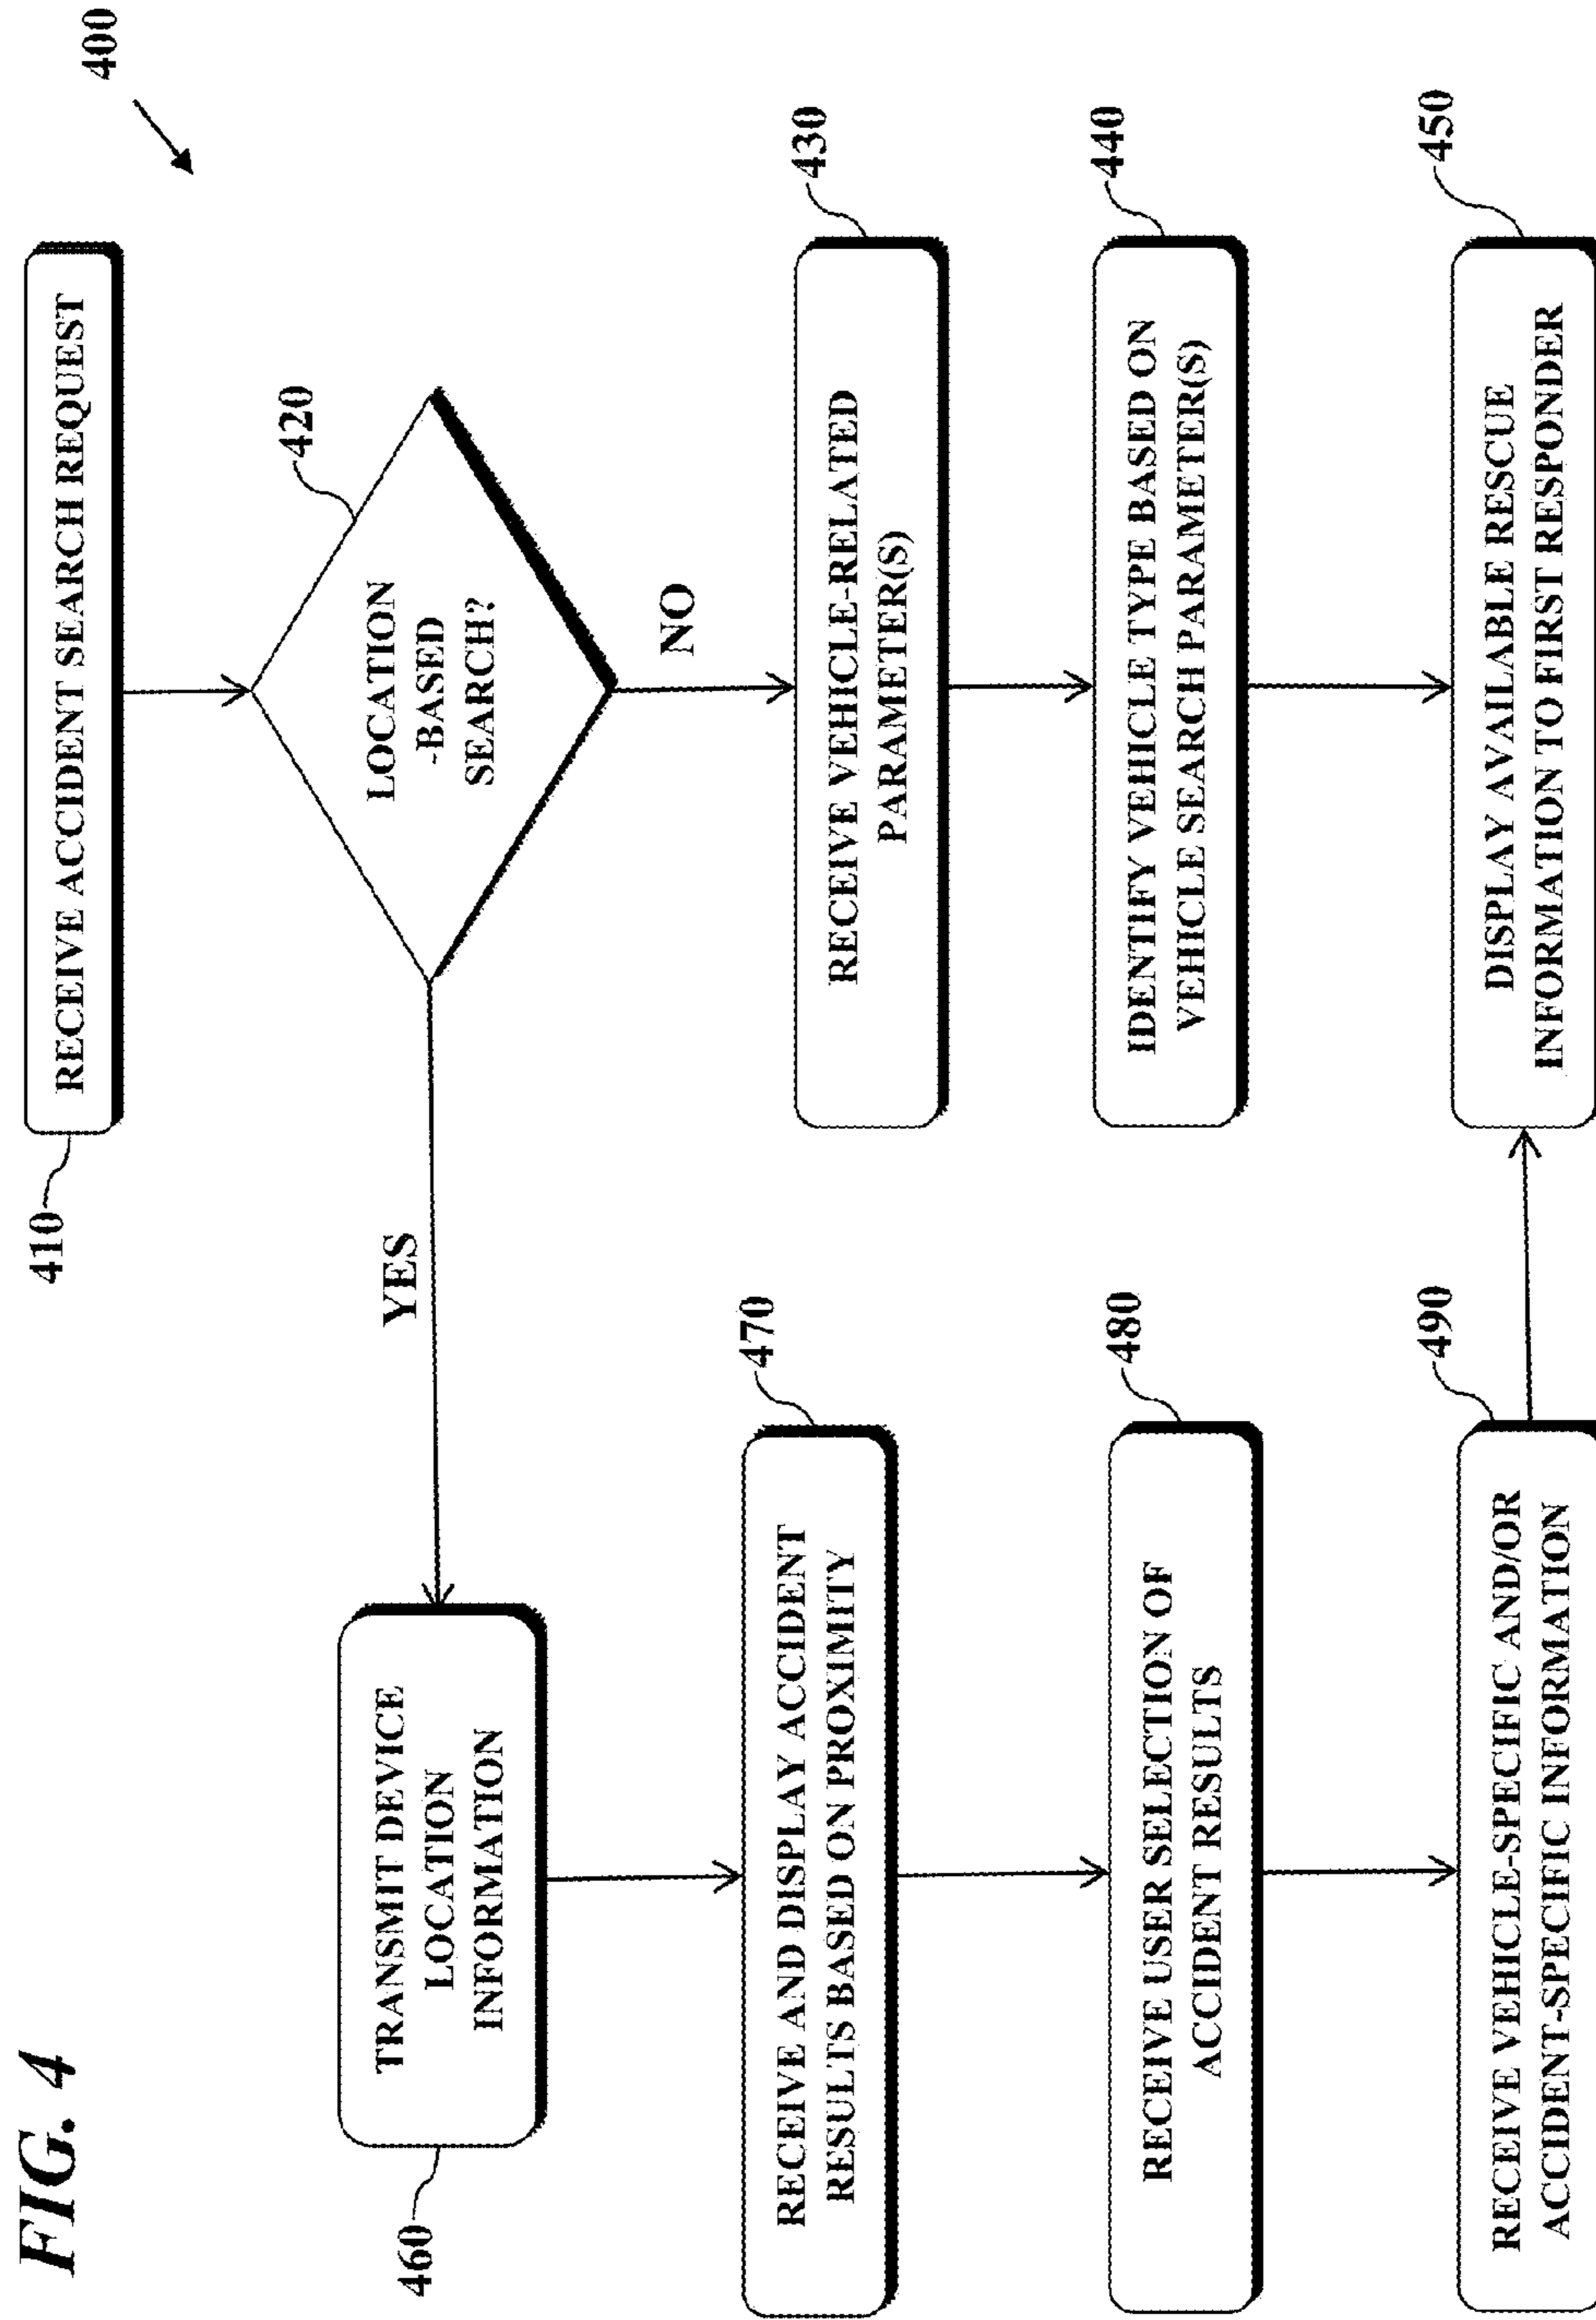 FIG. 4
400
410
RECEIVE ACCIDENT SEARCH REQUEST
420
LOCATION
-BASED
SEARCH?
YES
NO
430
RECEIVE VEHICLE-RELATED
PARAMETER(S)
440
IDENTIFY VEHICLE TYPE BASED ON
VEHICLE SEARCH PARAMETER(S)
450
DISPLAY AVAILABLE RESCUE
INFORMATION TO FIRST RESPONDER
460
TRANSMIT DEVICE
LOCATION
INFORMATION
470
RECEIVE AND DISPLAY ACCIDENT
RESULTS BASED ON PROXIMITY
480
RECEIVE USER SELECTION OF
ACCIDENT RESULTS
490
RECEIVE VEHICLE-SPECIFIC AND/OR
ACCIDENT-SPECIFIC INFORMATION